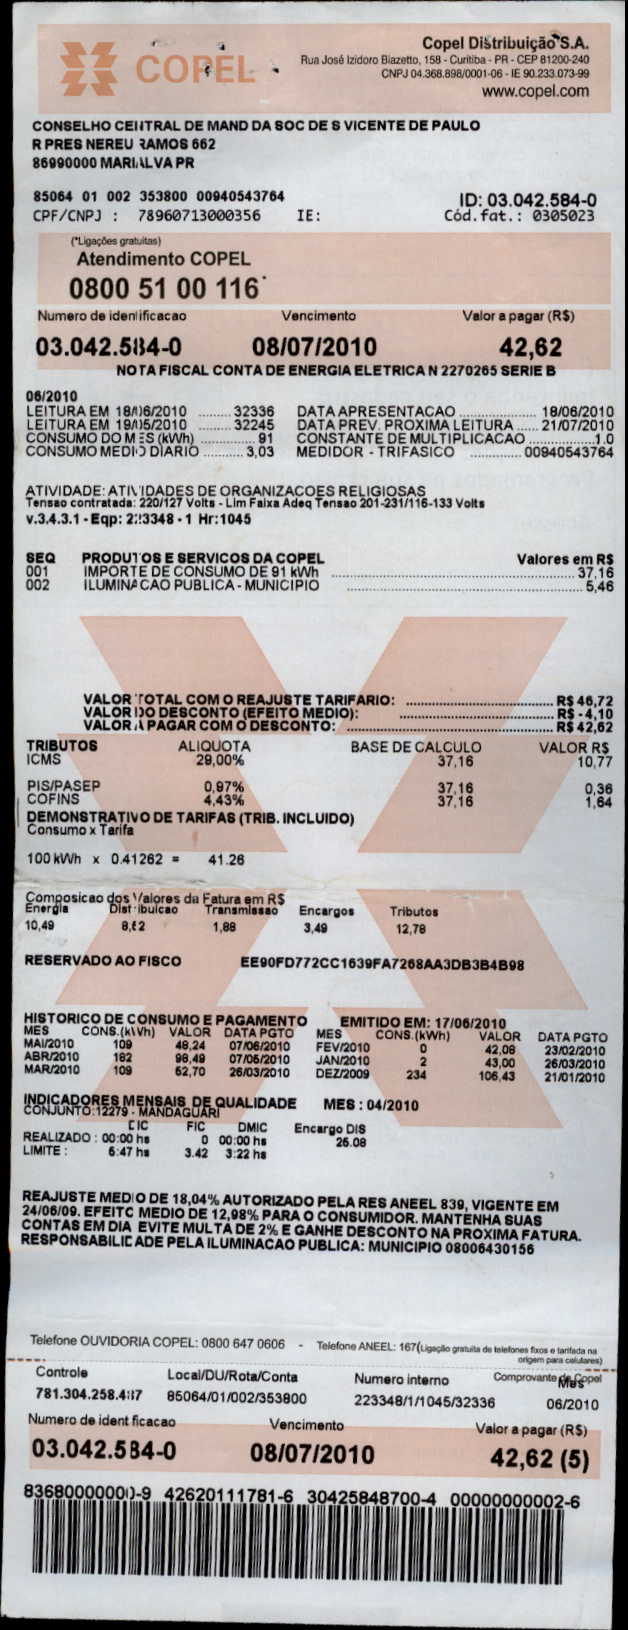 COPEL
Copel Distribuição S.A.
Rua José Izidoro Biazetto, 158 - Curitiba - PR - CEP 81200-240
CNPJ 04.368.898/0001-06 - IE 90.233.073-99
www.copel.com
CONSELHO CENTRAL DE MAND DA SOC DE S VICENTE DE PAULO
R PRES NEREU RAMOS 662
86990000 MARIALVA PR
85064 01 002 353800 00940543764
ID: 03.042.584-0
CPF/CNPJ : 78960713000356 IE:
Cód.fat.: 0305023
(*Ligações gratuitas)
Atendimento COPEL
0800 51 00 116*
Numero de identificacao Vencimento Valor a pagar (R$)
03.042.584-0 08/07/2010 42,62
NOTA FISCAL CONTA DE ENERGIA ELETRICA N 2270265 SERIE B
06/2010
LEITURA EM 18/06/2010 ........ 32336 DATA APRESENTACAO .................. 18/06/2010
LEITURA EM 19/05/2010 ........ 32245 DATA PREV. PROXIMA LEITURA ..... 21/07/2010
CONSUMO DO MES (kWh) ............. 91 CONSTANTE DE MULTIPLICACAO ................ 1.0
CONSUMO MEDIO DIARIO .......... 3,03 MEDIDOR - TRIFASICO ............ 00940543764
ATIVIDADE: ATIVIDADES DE ORGANIZACOES RELIGIOSAS
Tensao contratada: 220/127 Volts - Lim Faixa Adeq Tensao 201-231/116-133 Volts
v.3.4.3.1 - Eqp: 223348 - 1 Hr:1045
SEQ PRODUTOS E SERVICOS DA COPEL Valores em R$
001 IMPORTE DE CONSUMO DE 91 kWh ........ 37,16
002 ILUMINACAO PUBLICA - MUNICIPIO ........ 5,46
VALOR TOTAL COM O REAJUSTE TARIFARIO: ........ R$ 46,72
VALOR DO DESCONTO (EFEITO MEDIO): ........ R$ -4,10
VALOR A PAGAR COM O DESCONTO: ........ R$ 42,62
TRIBUTOS ALIQUOTA BASE DE CALCULO VALOR R$
ICMS 29,00% 37,16 10,77
PIS/PASEP 0,97% 37,16 0,36
COFINS 4,43% 37,16 1,64
DEMONSTRATIVO DE TARIFAS (TRIB. INCLUIDO)
Consumo x Tarifa
100 kWh x 0.41262 = 41.26
Composicao dos Valores da Fatura em R$
Energia Distribuicao Transmissao Encargos Tributos
10,49 8,52 1,88 3,49 12,78
RESERVADO AO FISCO EE90FD772CC1639FA7268AA3DB3B4B98
HISTORICO DE CONSUMO E PAGAMENTO EMITIDO EM: 17/06/2010
MES CONS.(kWh) VALOR DATA PGTO MES CONS.(kWh) VALOR DATA PGTO
MAI/2010 109 48,24 07/06/2010 FEV/2010 0 42,08 23/02/2010
ABR/2010 182 98,49 07/05/2010 JAN/2010 2 43,00 26/03/2010
MAR/2010 109 52,70 26/03/2010 DEZ/2009 234 106,43 21/01/2010
INDICADORES MENSAIS DE QUALIDADE MES : 04/2010
CONJUNTO:12279 - MANDAGUARI
DIC FIC DMIC Encargo DIS
REALIZADO : 00:00 hs 0 00:00 hs 25.08
LIMITE : 5:47 hs 3.42 3:22 hs
REAJUSTE MEDIO DE 18,04% AUTORIZADO PELA RES ANEEL 839, VIGENTE EM
24/06/09. EFEITO MEDIO DE 12,98% PARA O CONSUMIDOR. MANTENHA SUAS
CONTAS EM DIA EVITE MULTA DE 2% E GANHE DESCONTO NA PROXIMA FATURA.
RESPONSABILIDADE PELA ILUMINACAO PUBLICA: MUNICIPIO 08006430156
Telefone OUVIDORIA COPEL: 0800 647 0606 - Telefone ANEEL: 167(Ligação gratuita de telefones fixos e tarifada na
origem para celulares)
Controle Local/DU/Rota/Conta Numero interno Comprovante da Copel
Mes
781.304.258.487 85064/01/002/353800 223348/1/1045/32336 06/2010
Numero de identificacao Vencimento Valor a pagar (R$)
03.042.584-0 08/07/2010 42,62 (5)
83680000000-9 42620111781-6 30425848700-4 00000000002-6